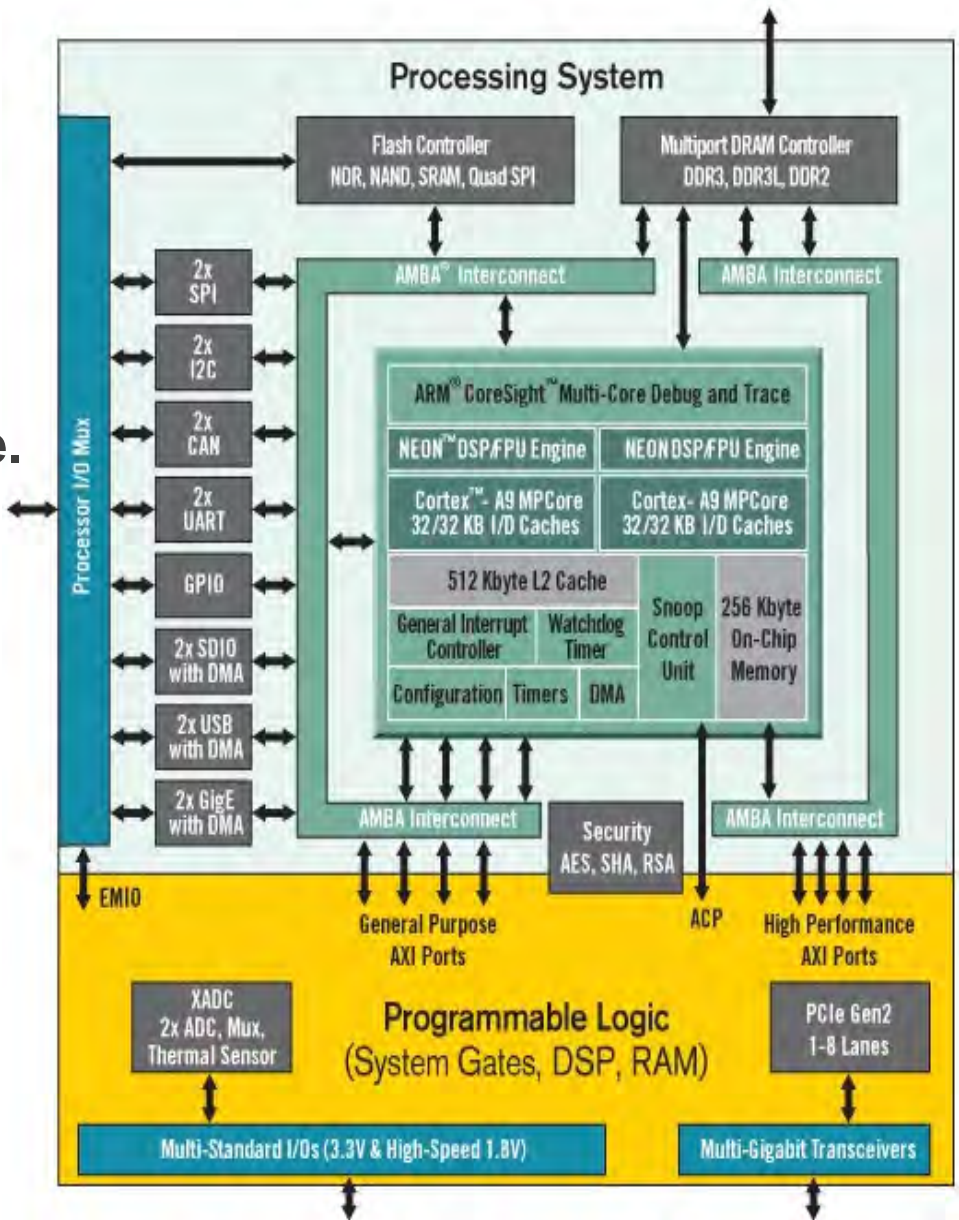 Processing System
Flash Controller
NOR, NAND, SRAM, Quad SPI
Multiport DRAM Controller
DDR3, DDR3L, DDR2
AMBA® Interconnect
AMBA Interconnect
2x
SPI
2x
I2C
2x
CAN
2x
UART
GPIO
2x SDIO
with DMA
2x USB
with DMA
2x GigE
with DMA
Processor I/O Mux
e.
ARM® CoreSight™ Multi-Core Debug and Trace
NEON™ DSP/FPU Engine
NEON DSP/FPU Engine
Cortex™- A9 MPCore
32/32 KB I/D Caches
Cortex- A9 MPCore
32/32 KB I/D Caches
512 Kbyte L2 Cache
General Interrupt
Controller
Watchdog
Timer
Configuration
Timers
DMA
Snoop
Control
Unit
256 Kbyte
On-Chip
Memory
AMBA Interconnect
AMBA Interconnect
Security
AES, SHA, RSA
EMIO
General Purpose
AXI Ports
ACP
High Performance
AXI Ports
XADC
2x ADC, Mux,
Thermal Sensor
Programmable Logic
(System Gates, DSP, RAM)
PCIe Gen2
1-8 Lanes
Multi-Standard I/Os (3.3V & High-Speed 1.8V)
Multi-Gigabit Transceivers